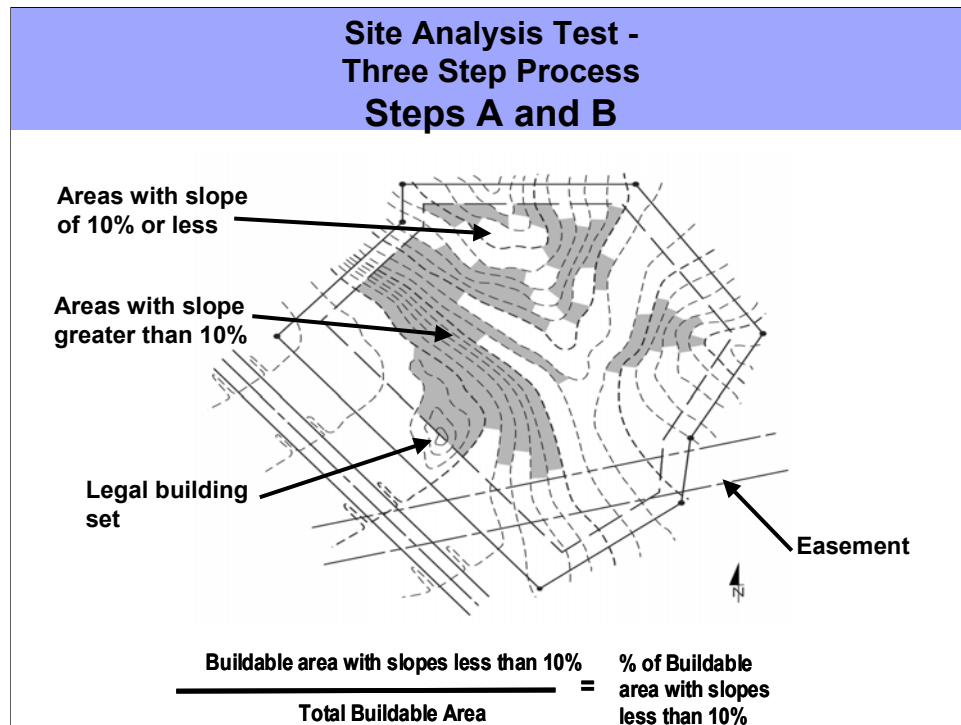 Site Analysis Test -
Three Step Process
Steps A and B
Areas with slope
of 10% or less
Areas with slope
greater than 10%
Legal building
set
Easement
N
Buildable area with slopes less than 10%
Total Buildable Area
=
% of Buildable
area with slopes
less than 10%